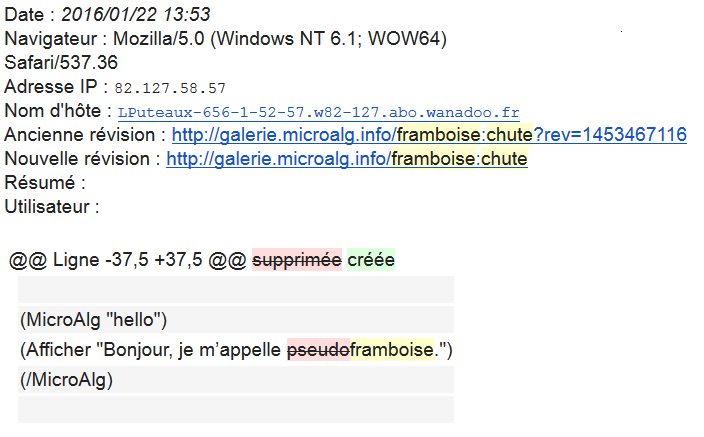 Date : 2016/01/22 13:53
Navigateur : Mozilla/5.0 (Windows NT 6.1; WOW64)
Safari/537.36
Adresse IP : 82.127.58.57
Nom d'hôte : LPuteaux-656-1-52-57.w82-127.abo.wanadoo.fr
Ancienne révision : http://galerie.microalg.info/framboise:chute?rev=1453467116
Nouvelle révision : http://galerie.microalg.info/framboise:chute
Résumé :
Utilisateur :
@@ Ligne -37,5 +37,5 @@ supprimée créée
(MicroAlg "hello")
(Afficher "Bonjour, je m’appelle pseudoframboise.")
(/MicroAlg)